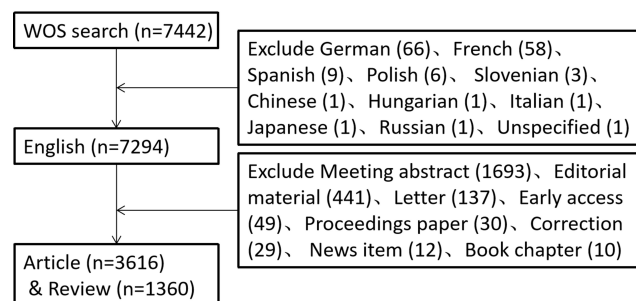 WOS search (n=7442)
Exclude German (66)、 French (58)、
Spanish (9)、 Polish (6)、 Slovenian (3)、
Chinese (1)、 Hungarian (1)、 Italian (1)、
Japanese (1)、 Russian (1)、 Unspecified (1)
English (n=7294)
Exclude Meeting abstract (1693)、 Editorial
material (441)、 Letter (137)、 Early access
(49)、 Proceedings paper (30)、 Correction
(29)、 News item (12)、 Book chapter (10)
Article (n=3616)
& Review (n=1360)